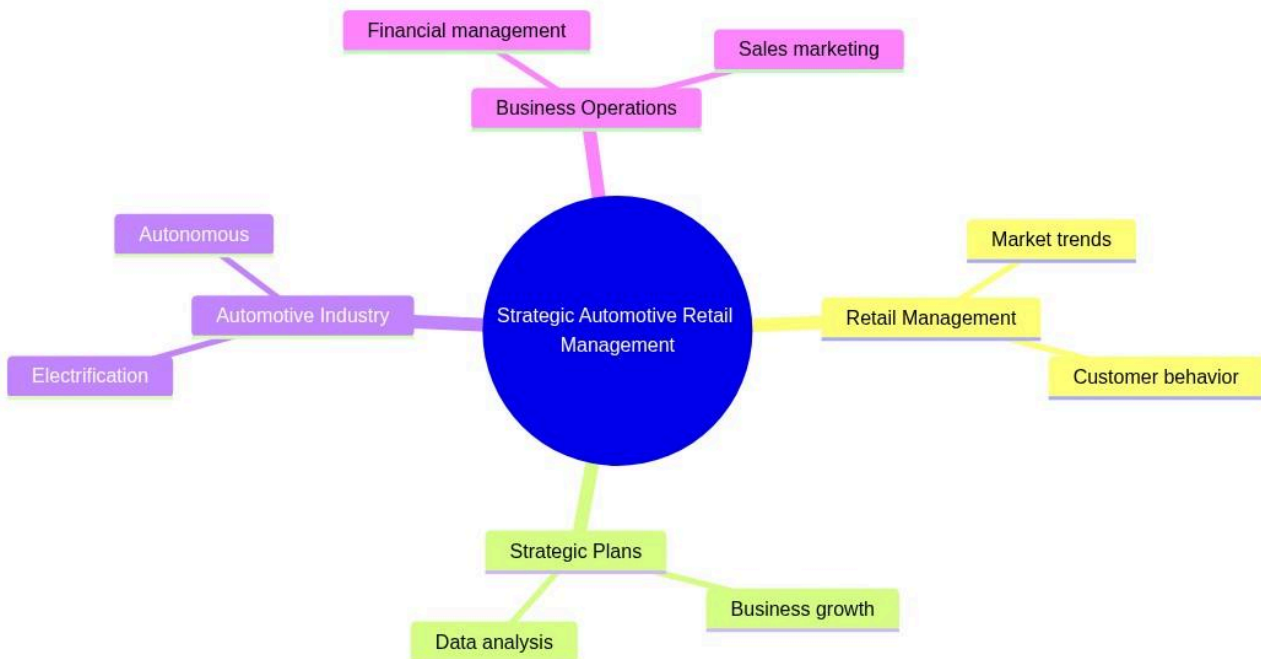 Financial management
Sales marketing
Business Operations
Autonomous
Market trends
Automotive Industry
Strategic Automotive Retail
Management
Retail Management
Electrification
Customer behavior
Strategic Plans
Business growth
Data analysis